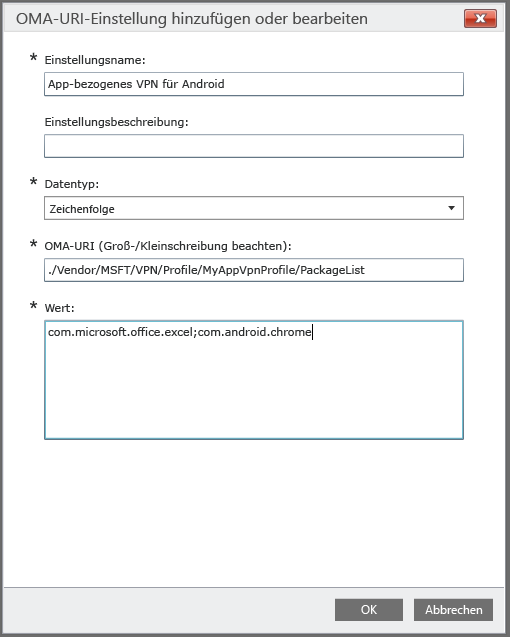 OMA-URI-Einstellung hinzufügen oder bearbeiten
* Einstellungsname:
App-bezogenes VPN für Android
Einstellungsbeschreibung:
* Datentyp:
Zeichenfolge
* OMA-URI (Groß-/Kleinschreibung beachten):
./Vendor/MSFT/VPN/Profile/MyAppVpnProfile/PackageList
* Wert:
com.microsoft.office.excel;com.android.chrome
OK Abbrechen